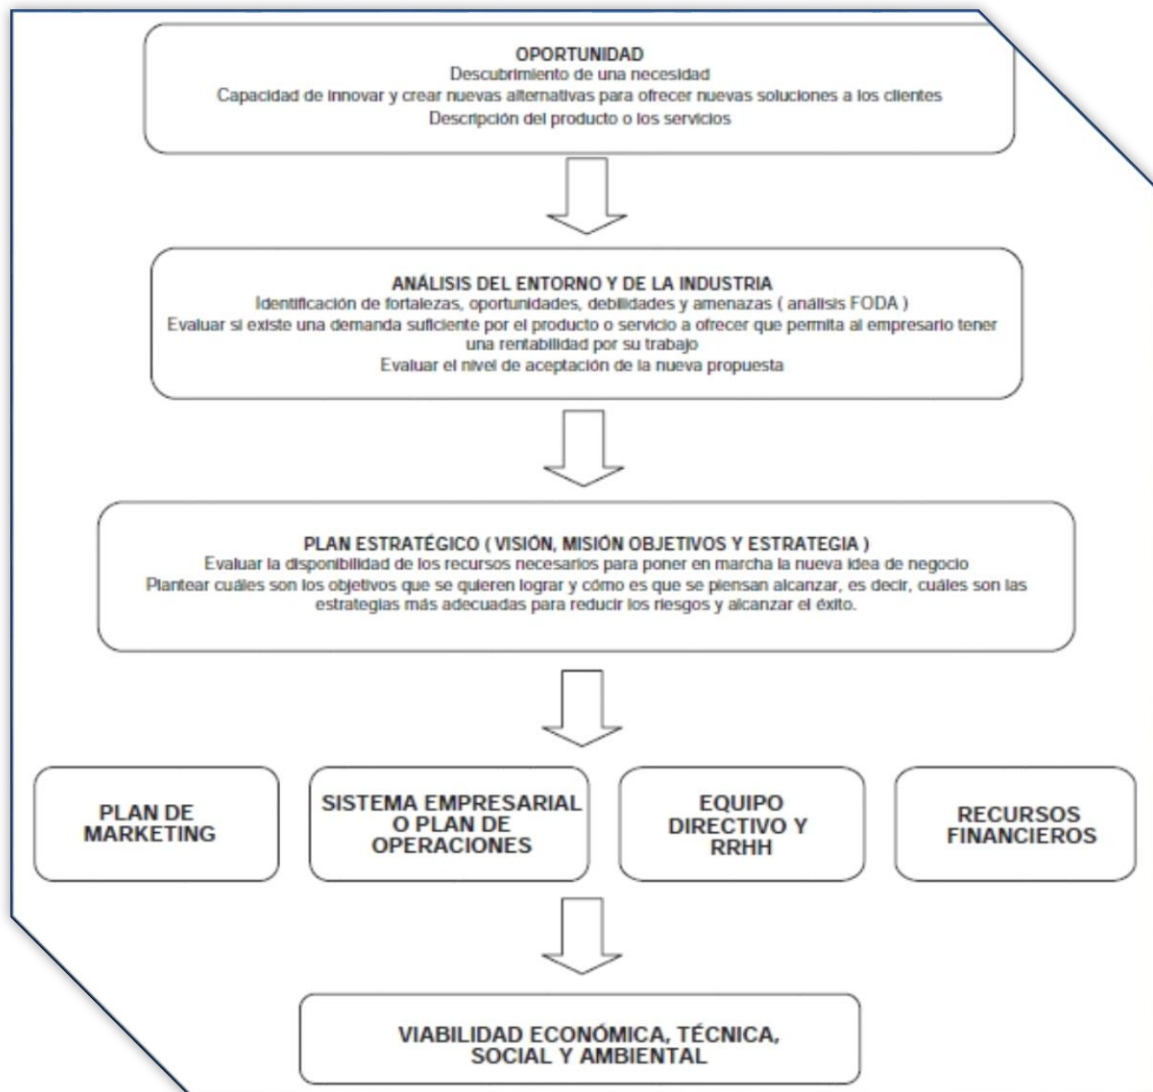 OPORTUNIDAD
Descubrimiento de una necesidad
Capacidad de innovar y crear nuevas alternativas para ofrecer nuevas soluciones a los clientes
Descripción del producto o los servicios
ANÁLISIS DEL ENTORNO Y DE LA INDUSTRIA
Identificación de fortalezas, oportunidades, debilidades y amenazas ( análisis FODA )
Evaluar si existe una demanda suficiente por el producto o servicio a ofrecer que permita al empresario tener
una rentabilidad por su trabajo
Evaluar el nivel de aceptación de la nueva propuesta
PLAN ESTRATÉGICO ( VISIÓN, MISIÓN OBJETIVOS Y ESTRATEGIA )
Evaluar la disponibilidad de los recursos necesarios para poner en marcha la nueva idea de negocio
Plantear cuáles son los objetivos que se quieren lograr y cómo es que se piensan alcanzar, es decir, cuáles son las
estrategias más adecuadas para reducir los riesgos y alcanzar el éxito.
PLAN DE
MARKETING
SISTEMA EMPRESARIAL
O PLAN DE
OPERACIONES
EQUIPO
DIRECTIVO Y
RRHH
RECURSOS
FINANCIEROS
VIABILIDAD ECONÓMICA, TÉCNICA,
SOCIAL Y AMBIENTAL